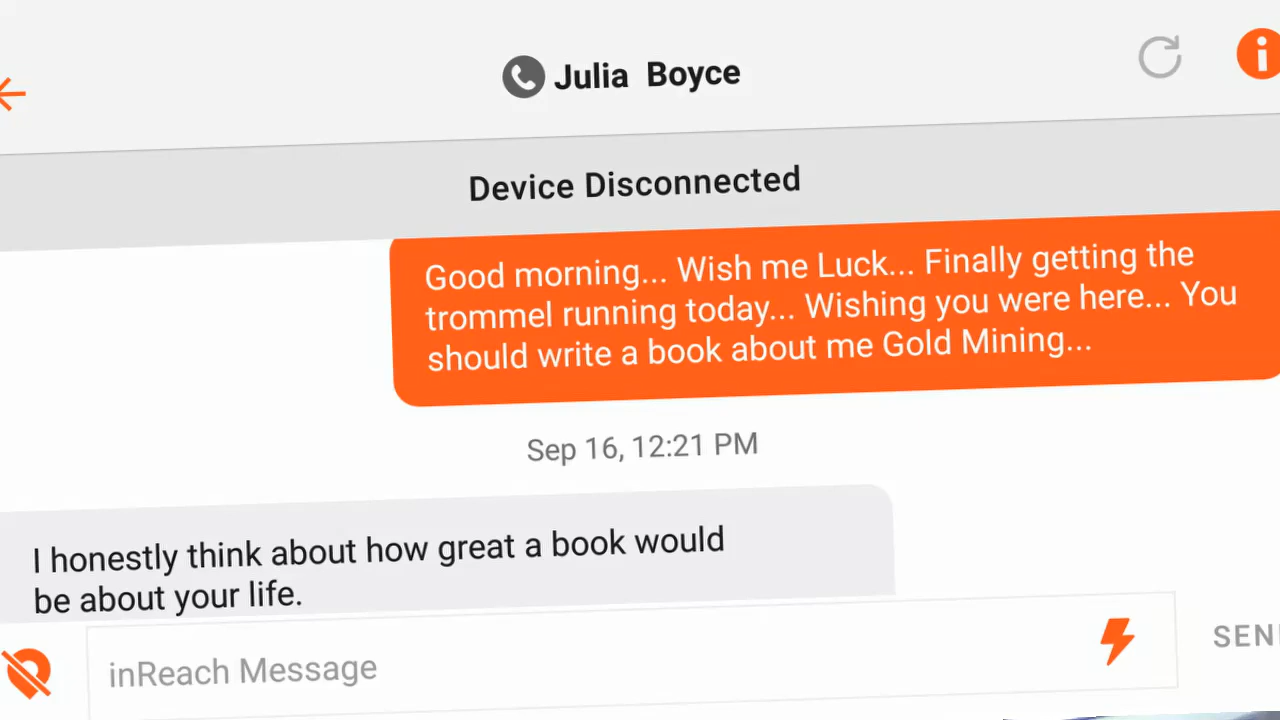 Julia Boyce
Device Disconnected
Good morning... Wish me Luck... Finally getting the
trommel running today... Wishing you were here... You
should write a book about me Gold Mining...
Sep 16, 12:21 PM
I honestly think about how great a book would
be about your life.
inReach Message
SEN